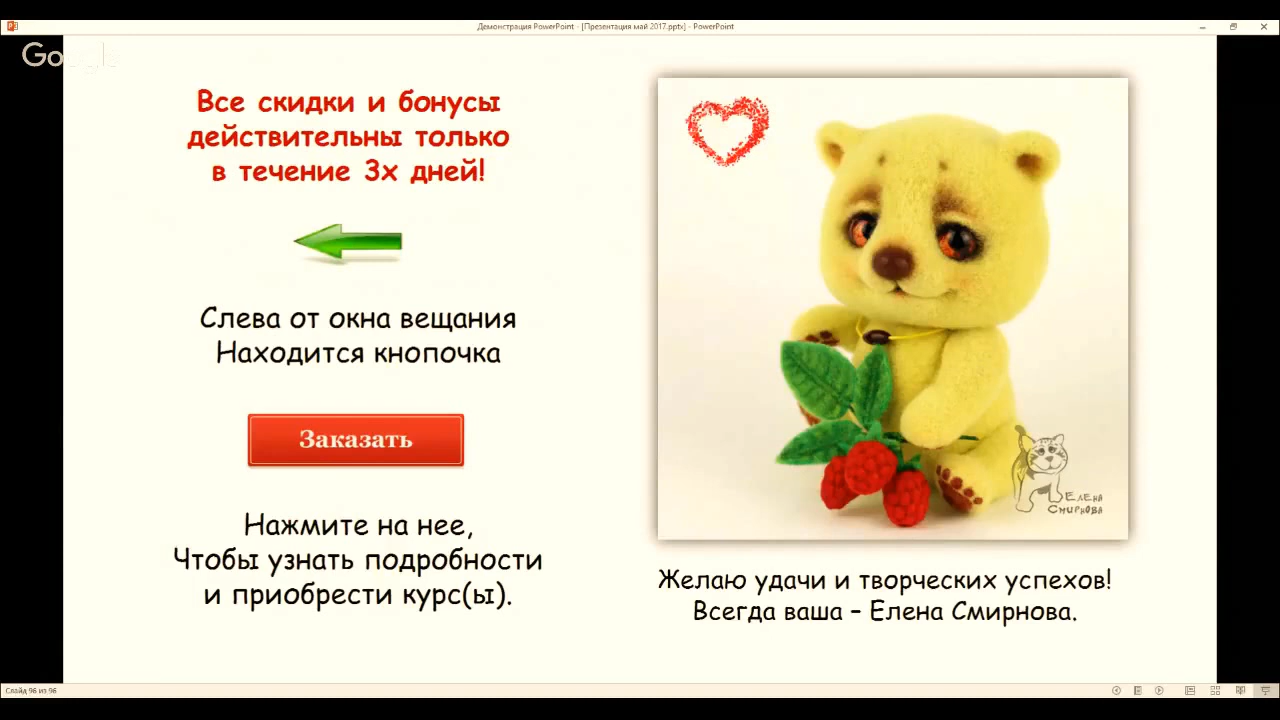 Демонстрация PowerPoint - [Презентация май 2017.pptx] - PowerPoint
Google
Все скидки и бонусы
действительны только
в течение 3х дней!
Слева от окна вещания
Находится кнопочка
Заказать
Нажмите на нее,
Чтобы узнать подробности
и приобрести курс(ы).
Елена
Смирнова
Желаю удачи и творческих успехов!
Всегда ваша – Елена Смирнова.
Слайд 96 из 96